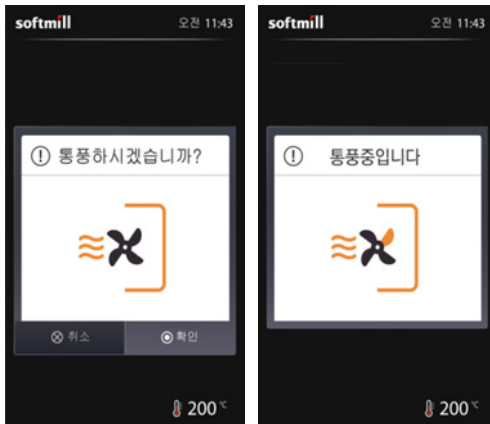 softmill 오전 11:43
통풍하시겠습니까?
취소 확인
200℃
softmill 오전 11:43
통풍중입니다
200℃